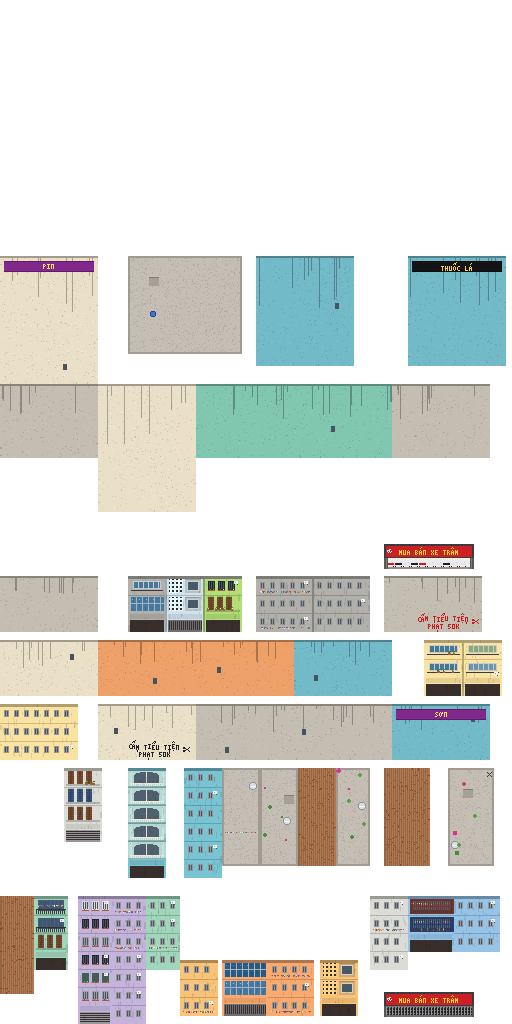 PIN
THUỐC LÁ
MUA BÁN XE TRÂM
CẤM TIỂU TIỆN
PHẠT 50K
CẤM TIỂU TIỆN
PHẠT 50K
SƠN
MUA BÁN XE TRÂM